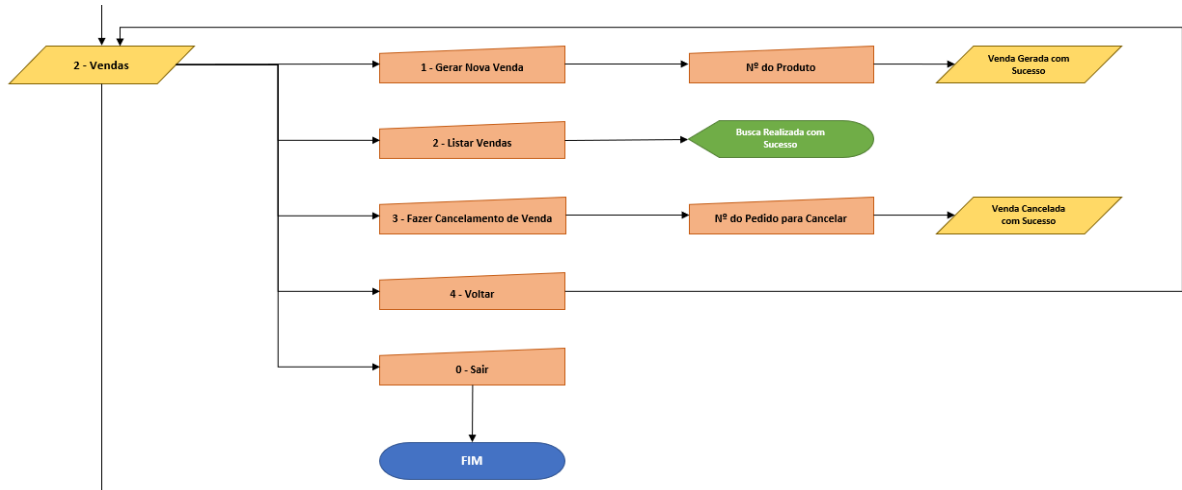 2 - Vendas
1 - Gerar Nova Venda
Nº do Produto
Venda Gerada com
Sucesso
2 - Listar Vendas
Busca Realizada com
Sucesso
3 - Fazer Cancelamento de Venda
Nº do Pedido para Cancelar
Venda Cancelada
com Sucesso
4 - Voltar
0 - Sair
FIM